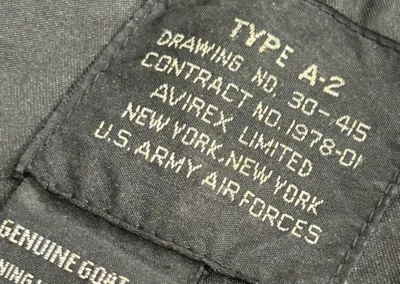 TYPE A-2
DRAWING NO. 30-415
CONTRACT NO. 1978-01
AVIREX LIMITED
NEW YORK, NEW YORK
U.S. ARMY AIR FORCES
GENUINE GOAT